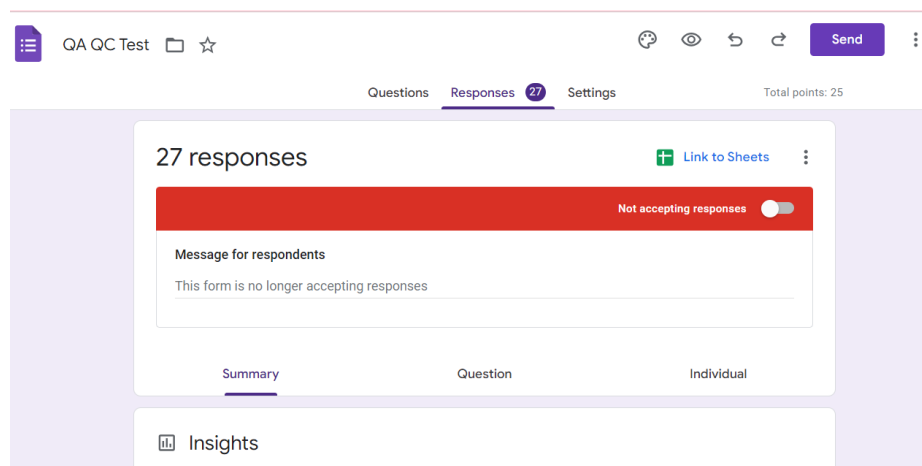 QA QC Test
Send
Questions Responses 27 Settings Total points: 25
27 responses
Link to Sheets
Not accepting responses
Message for respondents
This form is no longer accepting responses
Summary Question Individual
Insights